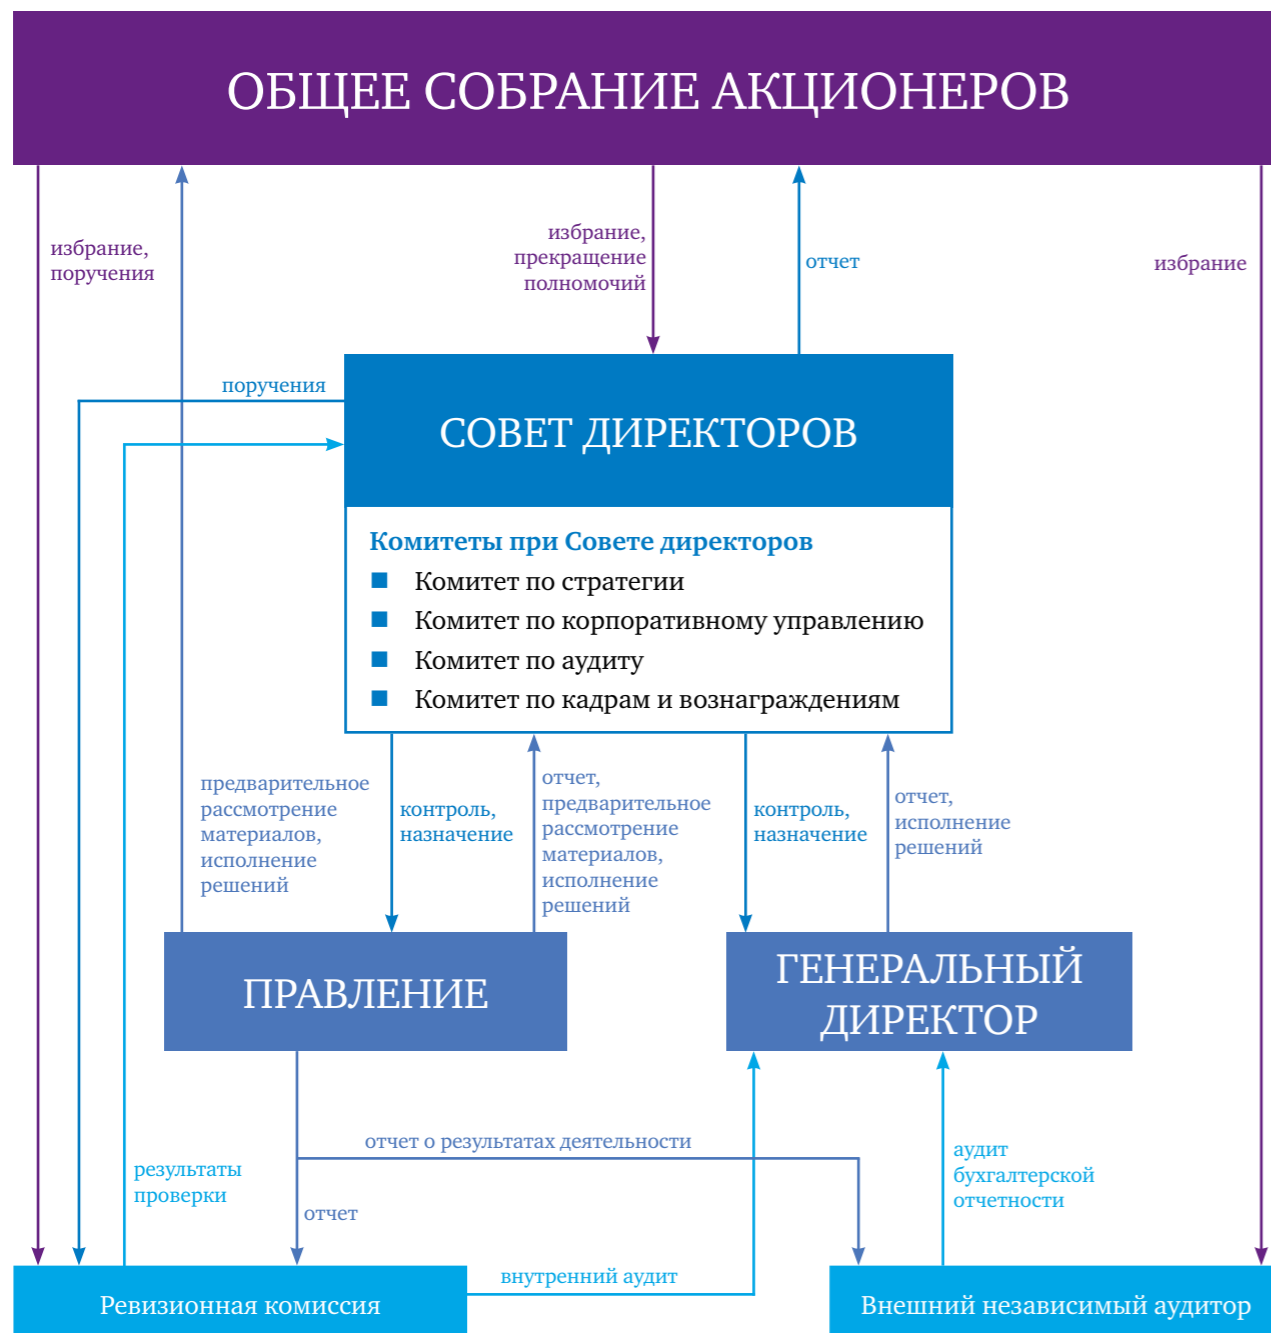 ОБЩЕЕ СОБРАНИЕ АКЦИОНЕРОВ
избрание,
поручения
избрание,
прекращение
полномочий
отчет
избрание
поручения
СОВЕТ ДИРЕКТОРОВ
Комитеты при Совете директоров
Комитет по стратегии
Комитет по корпоративному управлению
Комитет по аудиту
Комитет по кадрам и вознаграждениям
предварительное
рассмотрение
материалов,
исполнение
решений
контроль,
назначение
отчет,
предварительное
рассмотрение
материалов,
исполнение
решений
контроль,
назначение
отчет,
исполнение
решений
ПРАВЛЕНИЕ
ГЕНЕРАЛЬНЫЙ
ДИРЕКТОР
отчет о результатах деятельности
результаты
проверки
отчет
аудит
бухгалтерской
отчетности
внутренний аудит
Ревизионная комиссия
Внешний независимый аудитор